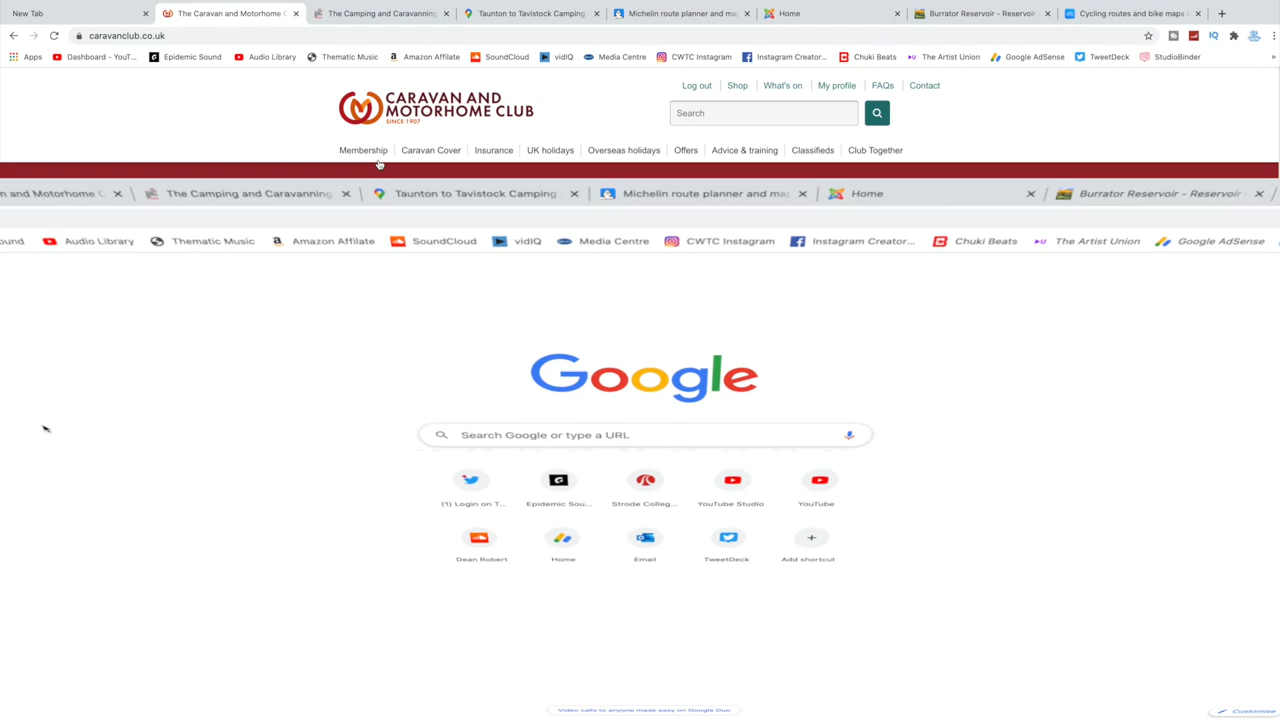 New Tab
The Caravan and Motorhome C
The Camping and Caravanning
Taunton to Tavistock Camping
Michelin route planner and ma
Home
Burrator Reservoir - Reservoir
Cycling routes and bike maps i
caravanclub.co.uk
Apps
Dashboard - YouT...
Epidemic Sound
Audio Library
Thematic Music
Amazon Affilate
SoundCloud
vidIQ
Media Centre
CWTC Instagram
Instagram Creator...
Chuki Beats
The Artist Union
Google AdSense
TweetDeck
StudioBinder
Log out
Shop
What's on
My profile
FAQs
Contact
CARAVAN AND
MOTORHOME CLUB
SINCE 1907
Search
Membership
Caravan Cover
Insurance
UK holidays
Overseas holidays
Offers
Advice & training
Classifieds
Club Together
n and Motorhome C
The Camping and Caravanning
Taunton to Tavistock Camping
Michelin route planner and ma
Home
Burrator Reservoir - Reservoir
ound
Audio Library
Thematic Music
Amazon Affilate
SoundCloud
vidIQ
Media Centre
CWTC Instagram
Instagram Creator...
Chuki Beats
The Artist Union
Google AdSense
Google
Search Google or type a URL
(1) Login on T...
Epidemic Sou...
Strode Colleg...
YouTube Studio
YouTube
Dean Robert
Home
Email
TweetDeck
Add shortcut
Video calls to anyone made easy on Google Duo
Customise